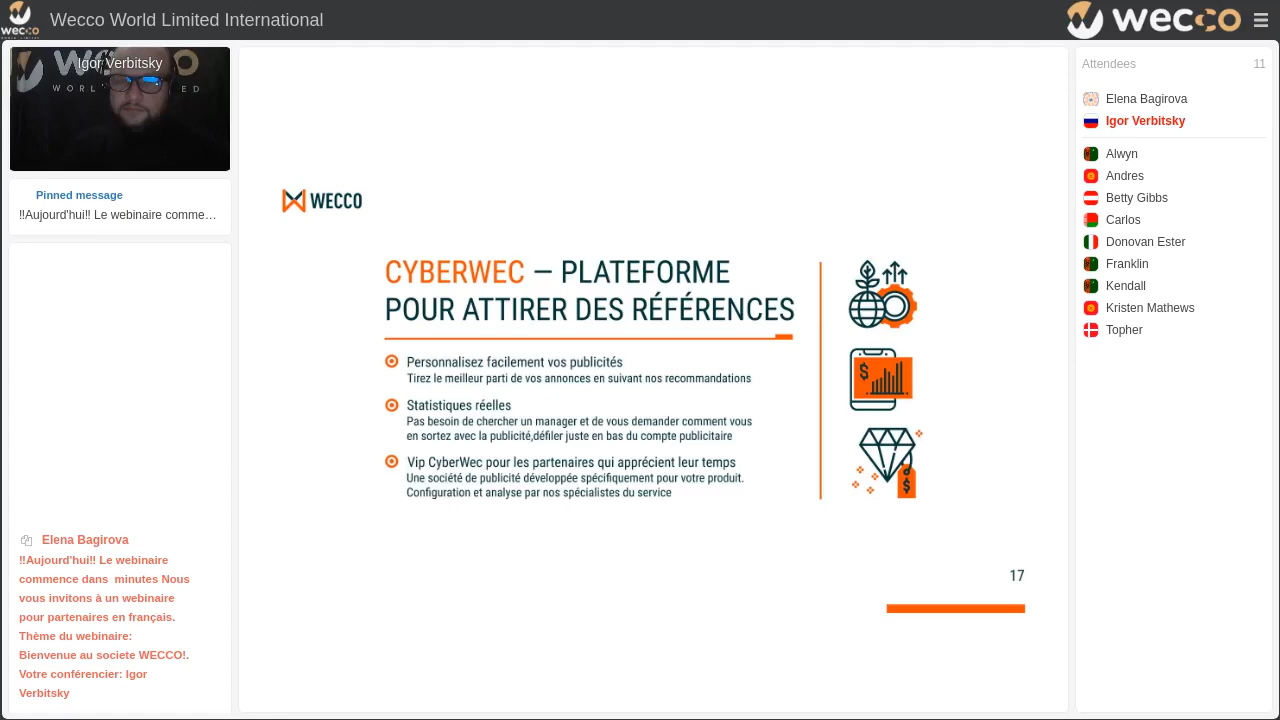 wecco
Wecco World Limited International
wecco
Igor Verbitsky
Pinned message
‼Aujourd'hui‼ Le webinaire comme…
Elena Bagirova
‼Aujourd'hui‼ Le webinaire
commence dans  minutes Nous
vous invitons à un webinaire
pour partenaires en français.
Thème du webinaire:
Bienvenue au societe WECCO!.
Votre conférencier: Igor
Verbitsky
WECCO
CYBERWEC — PLATEFORME
POUR ATTIRER DES RÉFÉRENCES
Personnalisez facilement vos publicités
Tirez le meilleur parti de vos annonces en suivant nos recommandations
Statistiques réelles
Pas besoin de chercher un manager et de vous demander comment vous
en sortez avec la publicité,défiler juste en bas du compte publicitaire
Vip CyberWec pour les partenaires qui apprécient leur temps
Une société de publicité développée spécifiquement pour votre produit.
Configuration et analyse par nos spécialistes du service
$
$
17
Attendees 11
Elena Bagirova
Igor Verbitsky
Alwyn
Andres
Betty Gibbs
Carlos
Donovan Ester
Franklin
Kendall
Kristen Mathews
Topher